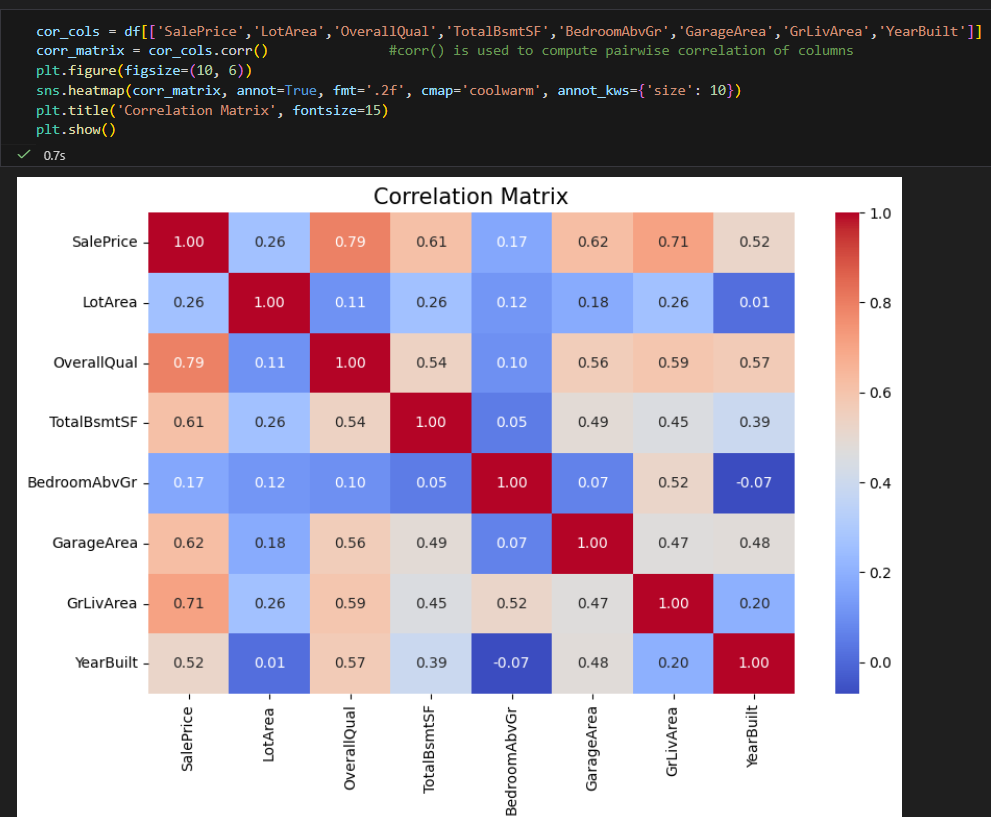 cor_cols = df[['SalePrice','LotArea','OverallQual','TotalBsmtSF','BedroomAbvGr','GarageArea','GrLivArea','YearBuilt']]
corr_matrix = cor_cols.corr() #corr() is used to compute pairwise correlation of columns
plt.figure(figsize=(10, 6))
sns.heatmap(corr_matrix, annot=True, fmt='.2f', cmap='coolwarm', annot_kws={'size': 10})
plt.title('Correlation Matrix', fontsize=15)
plt.show()
0.7s
Correlation Matrix
SalePrice 1.00 0.26 0.79 0.61 0.17 0.62 0.71 0.52
LotArea 0.26 1.00 0.11 0.26 0.12 0.18 0.26 0.01
OverallQual 0.79 0.11 1.00 0.54 0.10 0.56 0.59 0.57
TotalBsmtSF 0.61 0.26 0.54 1.00 0.05 0.49 0.45 0.39
BedroomAbvGr 0.17 0.12 0.10 0.05 1.00 0.07 0.52 -0.07
GarageArea 0.62 0.18 0.56 0.49 0.07 1.00 0.47 0.48
GrLivArea 0.71 0.26 0.59 0.45 0.52 0.47 1.00 0.20
YearBuilt 0.52 0.01 0.57 0.39 -0.07 0.48 0.20 1.00
SalePrice
LotArea
OverallQual
TotalBsmtSF
BedroomAbvGr
GarageArea
GrLivArea
YearBuilt
1.0
0.8
0.6
0.4
0.2
0.0